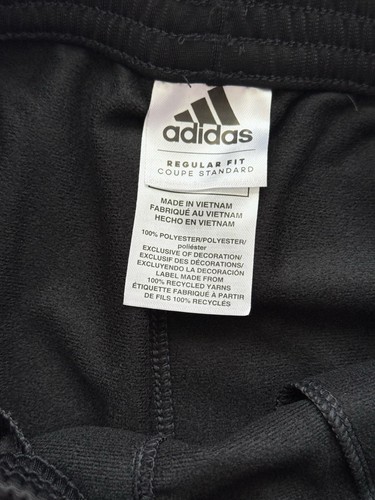 adidas
REGULAR FIT
COUPE STANDARD
MADE IN VIETNAM
FABRIQUÉ AU VIETNAM
HECHO EN VIETNAM
100% POLYESTER/POLYESTER/
poliéster
EXCLUSIVE OF DECORATION/
EXCLUSIF DES DÉCORATIONS/
EXCLUYENDO LA DECORACIÓN
LABEL MADE FROM
100% RECYCLED YARNS
ÉTIQUETTE FABRIQUÉ A PARTIR
DE FILS 100% RECYCLÉS